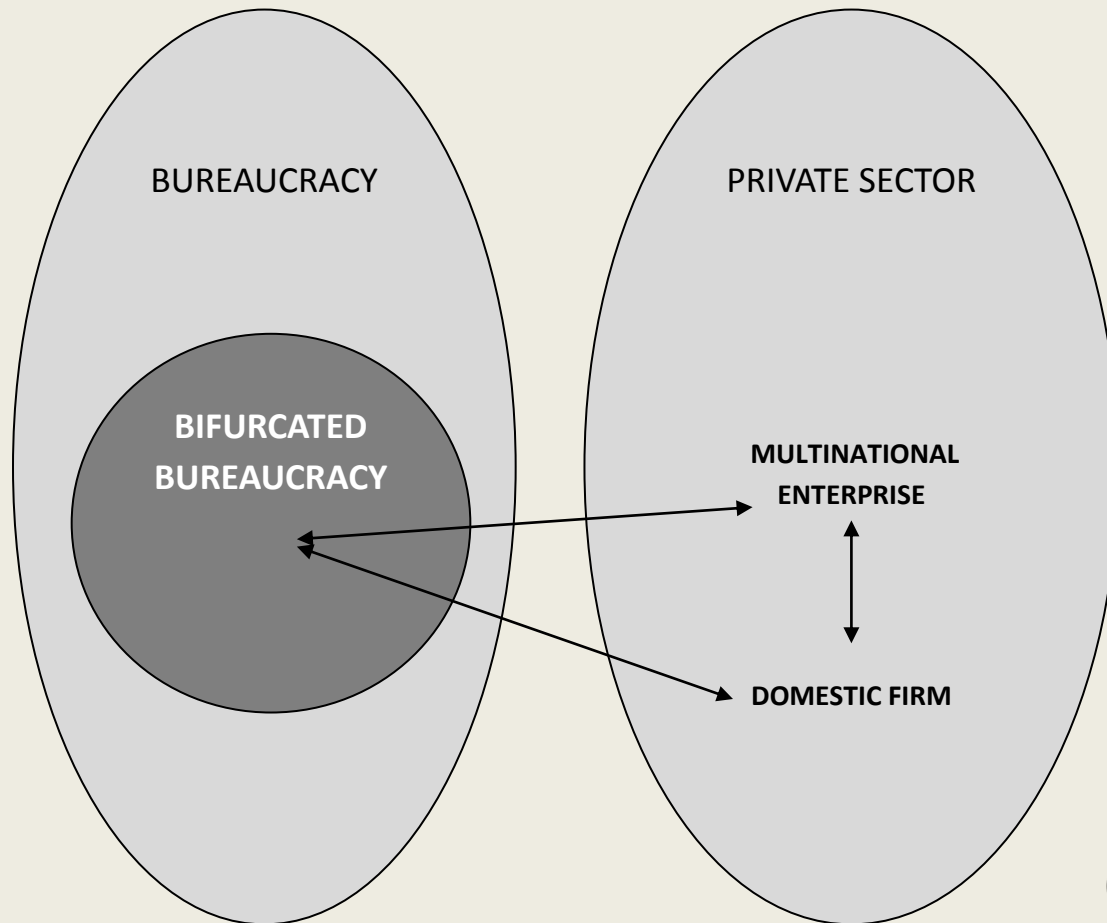 BUREAUCRACY
PRIVATE SECTOR
BIFURCATED
BUREAUCRACY
MULTINATIONAL
ENTERPRISE
DOMESTIC FIRM